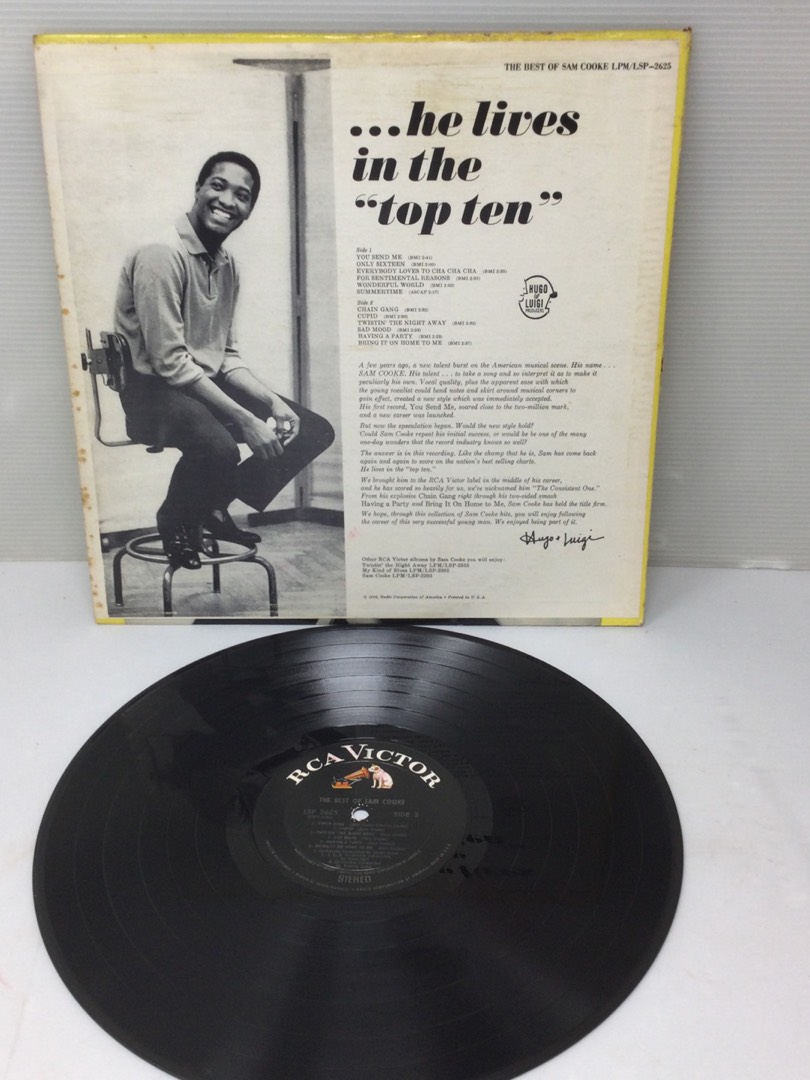 THE BEST OF SAM COOKE LPM/LSP-2625
...he lives
in the
“top ten”
Side 1
YOU SEND ME (BMI 2:41)
ONLY SIXTEEN
EVERYBODY LOVES TO CHA CHA CHA
FOR SENTIMENTAL REASONS
WONDERFUL WORLD
SUMMERTIME
Side 2
CHAIN GANG
CUPID
TWISTIN' THE NIGHT AWAY
SAD MOOD
HAVING A PARTY
BRING IT ON HOME TO ME
HUGO
&
LUIGI
PRODUCERS
A few years ago, a new talent burst on the American musical scene. His name . . .
SAM COOKE. His talent . . . to take a song and so interpret it as to make it
peculiarly his own. Vocal quality, plus the apparent ease with which
the young vocalist could bend notes and skirt around musical corners to
gain effect, created a new style which was immediately accepted.
His first record, You Send Me, soared close to the two-million mark,
and a new career was launched.
But now the speculation began. Would the new style hold?
Could Sam Cooke repeat his initial success, or would he be one of the many
one-day wonders that the record industry knows so well?
The answer is in this recording. Like the champ that he is, Sam has come back
again and again to score on the nation's best selling charts.
He lives in the "top ten."
We brought him to the RCA Victor label in the middle of his career,
and he has scored so heavily for us, we've nicknamed him "The Consistent One."
From his explosive Chain Gang right through his two-sided smash
Having a Party and Bring It On Home to Me, Sam Cooke has held the title firm.
We hope, through this collection of Sam Cooke hits, you will enjoy following
the career of this very successful young man. We enjoyed being part of it.
Hugo + Luigi
Other RCA Victor albums by Sam Cooke you will enjoy:
Twistin' the Night Away LPM/LSP-2555
My Kind of Blues LPM/LSP-2392
Sam Cooke LPM/LSP-2293
Radio Corporation of America • Printed in U.S.A.
RCA VICTOR
THE BEST OF SAM COOKE
LSP 2625
SIDE 2
STEREO